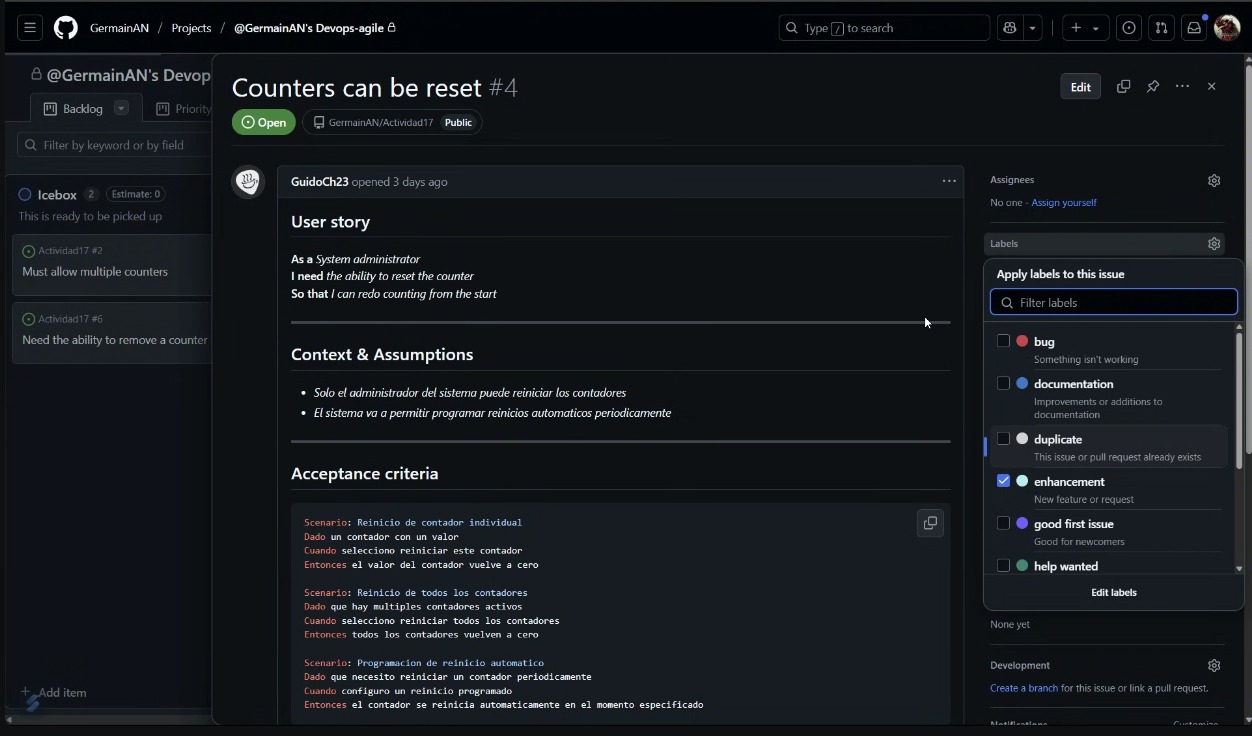 GermainAN / Projects / @GermainAN's Devops-agile
Type / to search
@GermainAN's Devop
Backlog
Priority
Filter by keyword or by field
Icebox 2 Estimate: 0
This is ready to be picked up
Actividad17 #2
Must allow multiple counters
Actividad17 #6
Need the ability to remove a counter
+ Add item
Counters can be reset #4
Edit
Open
GermainAN/Actividad17 Public
GuidoCh23 opened 3 days ago
User story
As a System administrator
I need the ability to reset the counter
So that I can redo counting from the start
Context & Assumptions
• Solo el administrador del sistema puede reiniciar los contadores
• El sistema va a permitir programar reinicios automaticos periodicamente
Acceptance criteria
Scenario: Reinicio de contador individual
Dado un contador con un valor
Cuando selecciono reiniciar este contador
Entonces el valor del contador vuelve a cero
Scenario: Reinicio de todos los contadores
Dado que hay multiples contadores activos
Cuando selecciono reiniciar todos los contadores
Entonces todos los contadores vuelven a cero
Scenario: Programacion de reinicio automatico
Dado que necesito reiniciar un contador periodicamente
Cuando configuro un reinicio programado
Entonces el contador se reinicia automaticamente en el momento especificado
Assignees
No one - Assign yourself
Labels
Apply labels to this issue
Filter labels
bug
Something isn't working
documentation
Improvements or additions to
documentation
duplicate
This issue or pull request already exists
enhancement
New feature or request
good first issue
Good for newcomers
help wanted
Edit labels
None yet
Development
Create a branch for this issue or link a pull request.
Notifications Customize